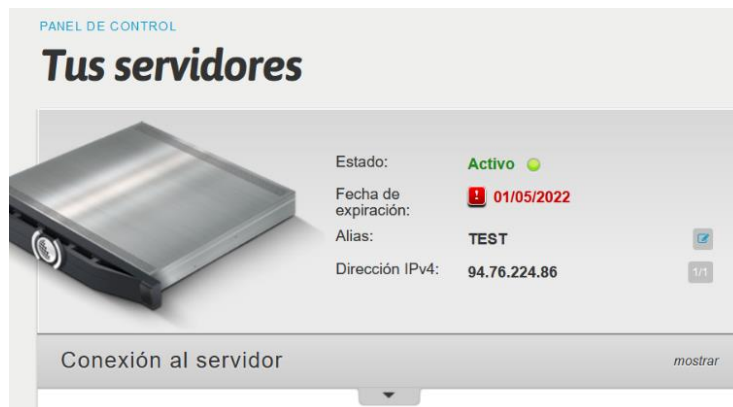 PANEL DE CONTROL
Tus servidores
Estado: Activo
Fecha de expiración: 01/05/2022
Alias: TEST
Dirección IPv4: 94.76.224.86 1/1
Conexión al servidor mostrar